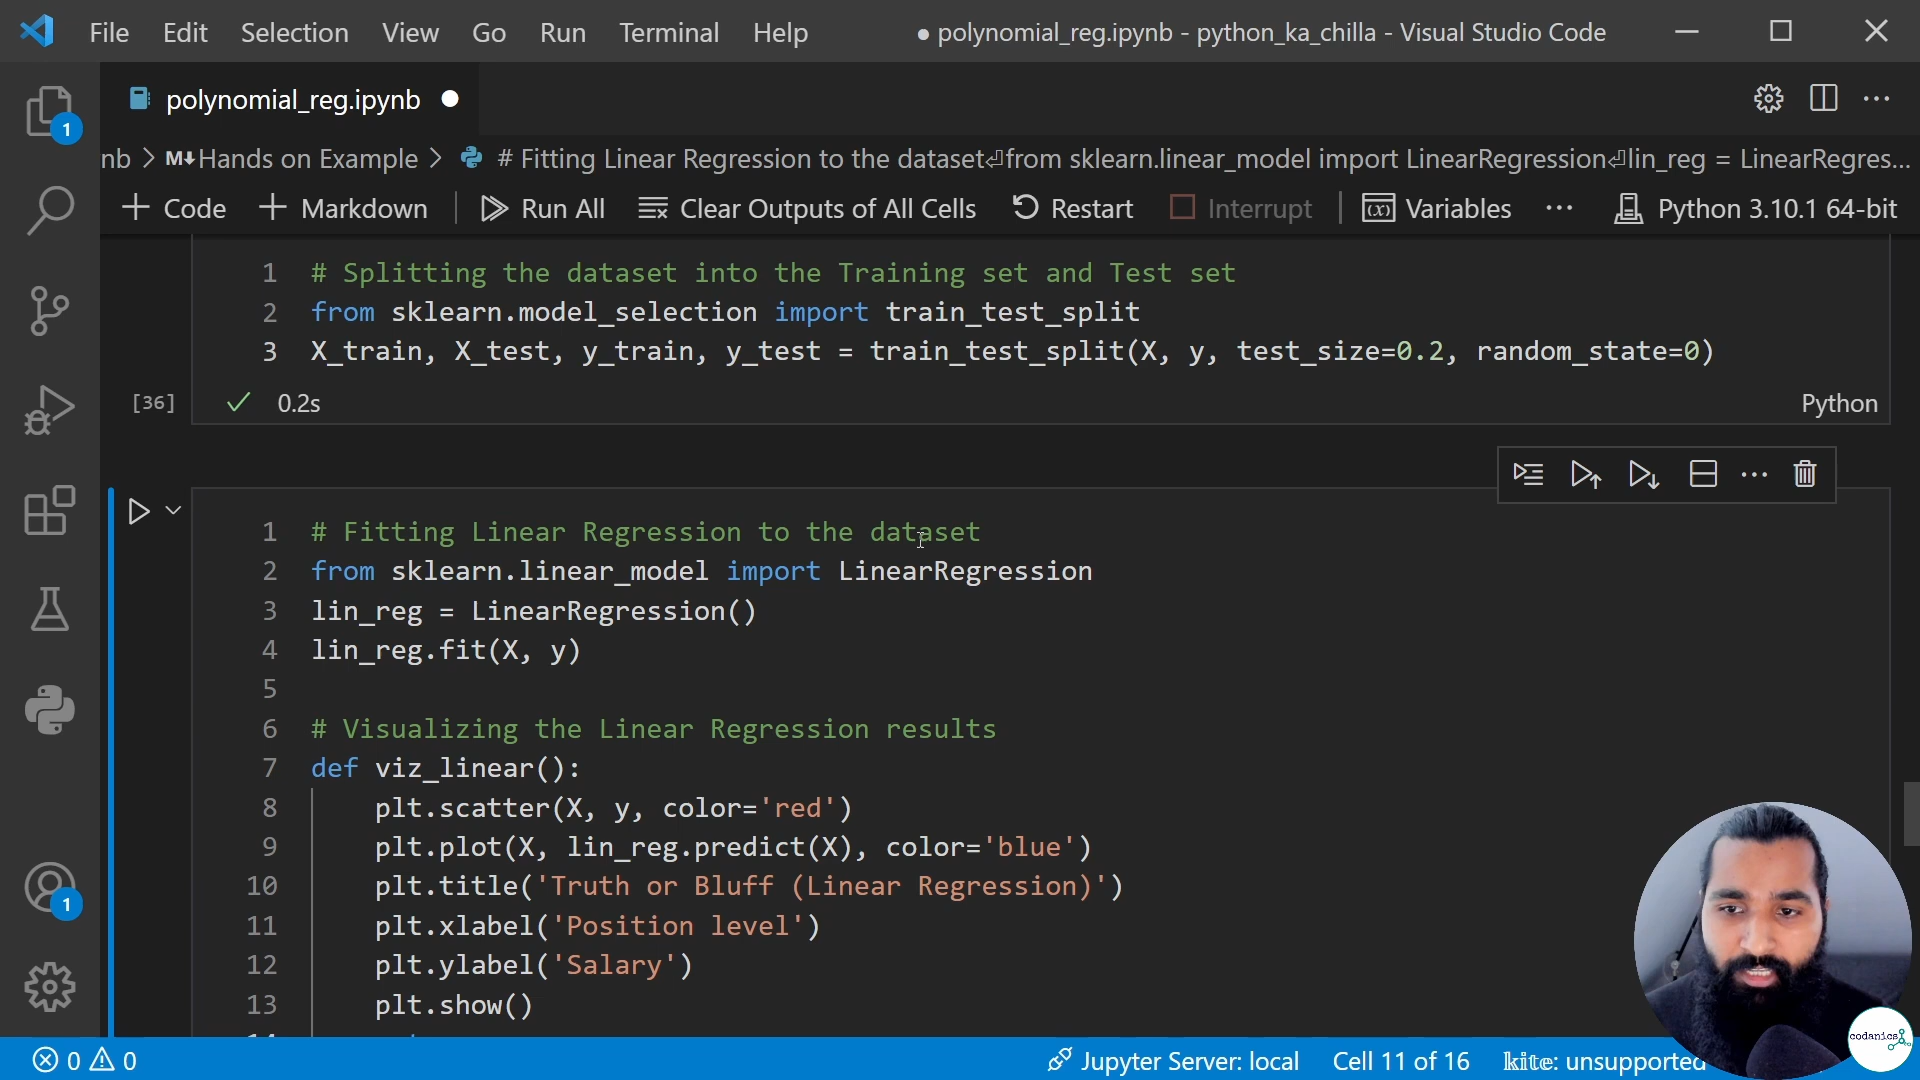 File Edit Selection View Go Run Terminal Help ● polynomial_reg.ipynb - python_ka_chilla - Visual Studio Code
polynomial_reg.ipynb ●
1
nb > M↓Hands on Example > # Fitting Linear Regression to the dataset⏎from sklearn.linear_model import LinearRegression⏎lin_reg = LinearRegres...
+ Code + Markdown Run All Clear Outputs of All Cells Restart Interrupt (x) Variables ... Python 3.10.1 64-bit
1 # Splitting the dataset into the Training set and Test set
2 from sklearn.model_selection import train_test_split
3 X_train, X_test, y_train, y_test = train_test_split(X, y, test_size=0.2, random_state=0)
[36] ✓ 0.2s Python
1 # Fitting Linear Regression to the dataset
2 from sklearn.linear_model import LinearRegression
3 lin_reg = LinearRegression()
4 lin_reg.fit(X, y)
5
6 # Visualizing the Linear Regression results
7 def viz_linear():
8 plt.scatter(X, y, color='red')
9 plt.plot(X, lin_reg.predict(X), color='blue')
10 plt.title('Truth or Bluff (Linear Regression)')
11 plt.xlabel('Position level')
12 plt.ylabel('Salary')
13 plt.show()
1
codanics
0 0 Jupyter Server: local Cell 11 of 16 kite: unsupported